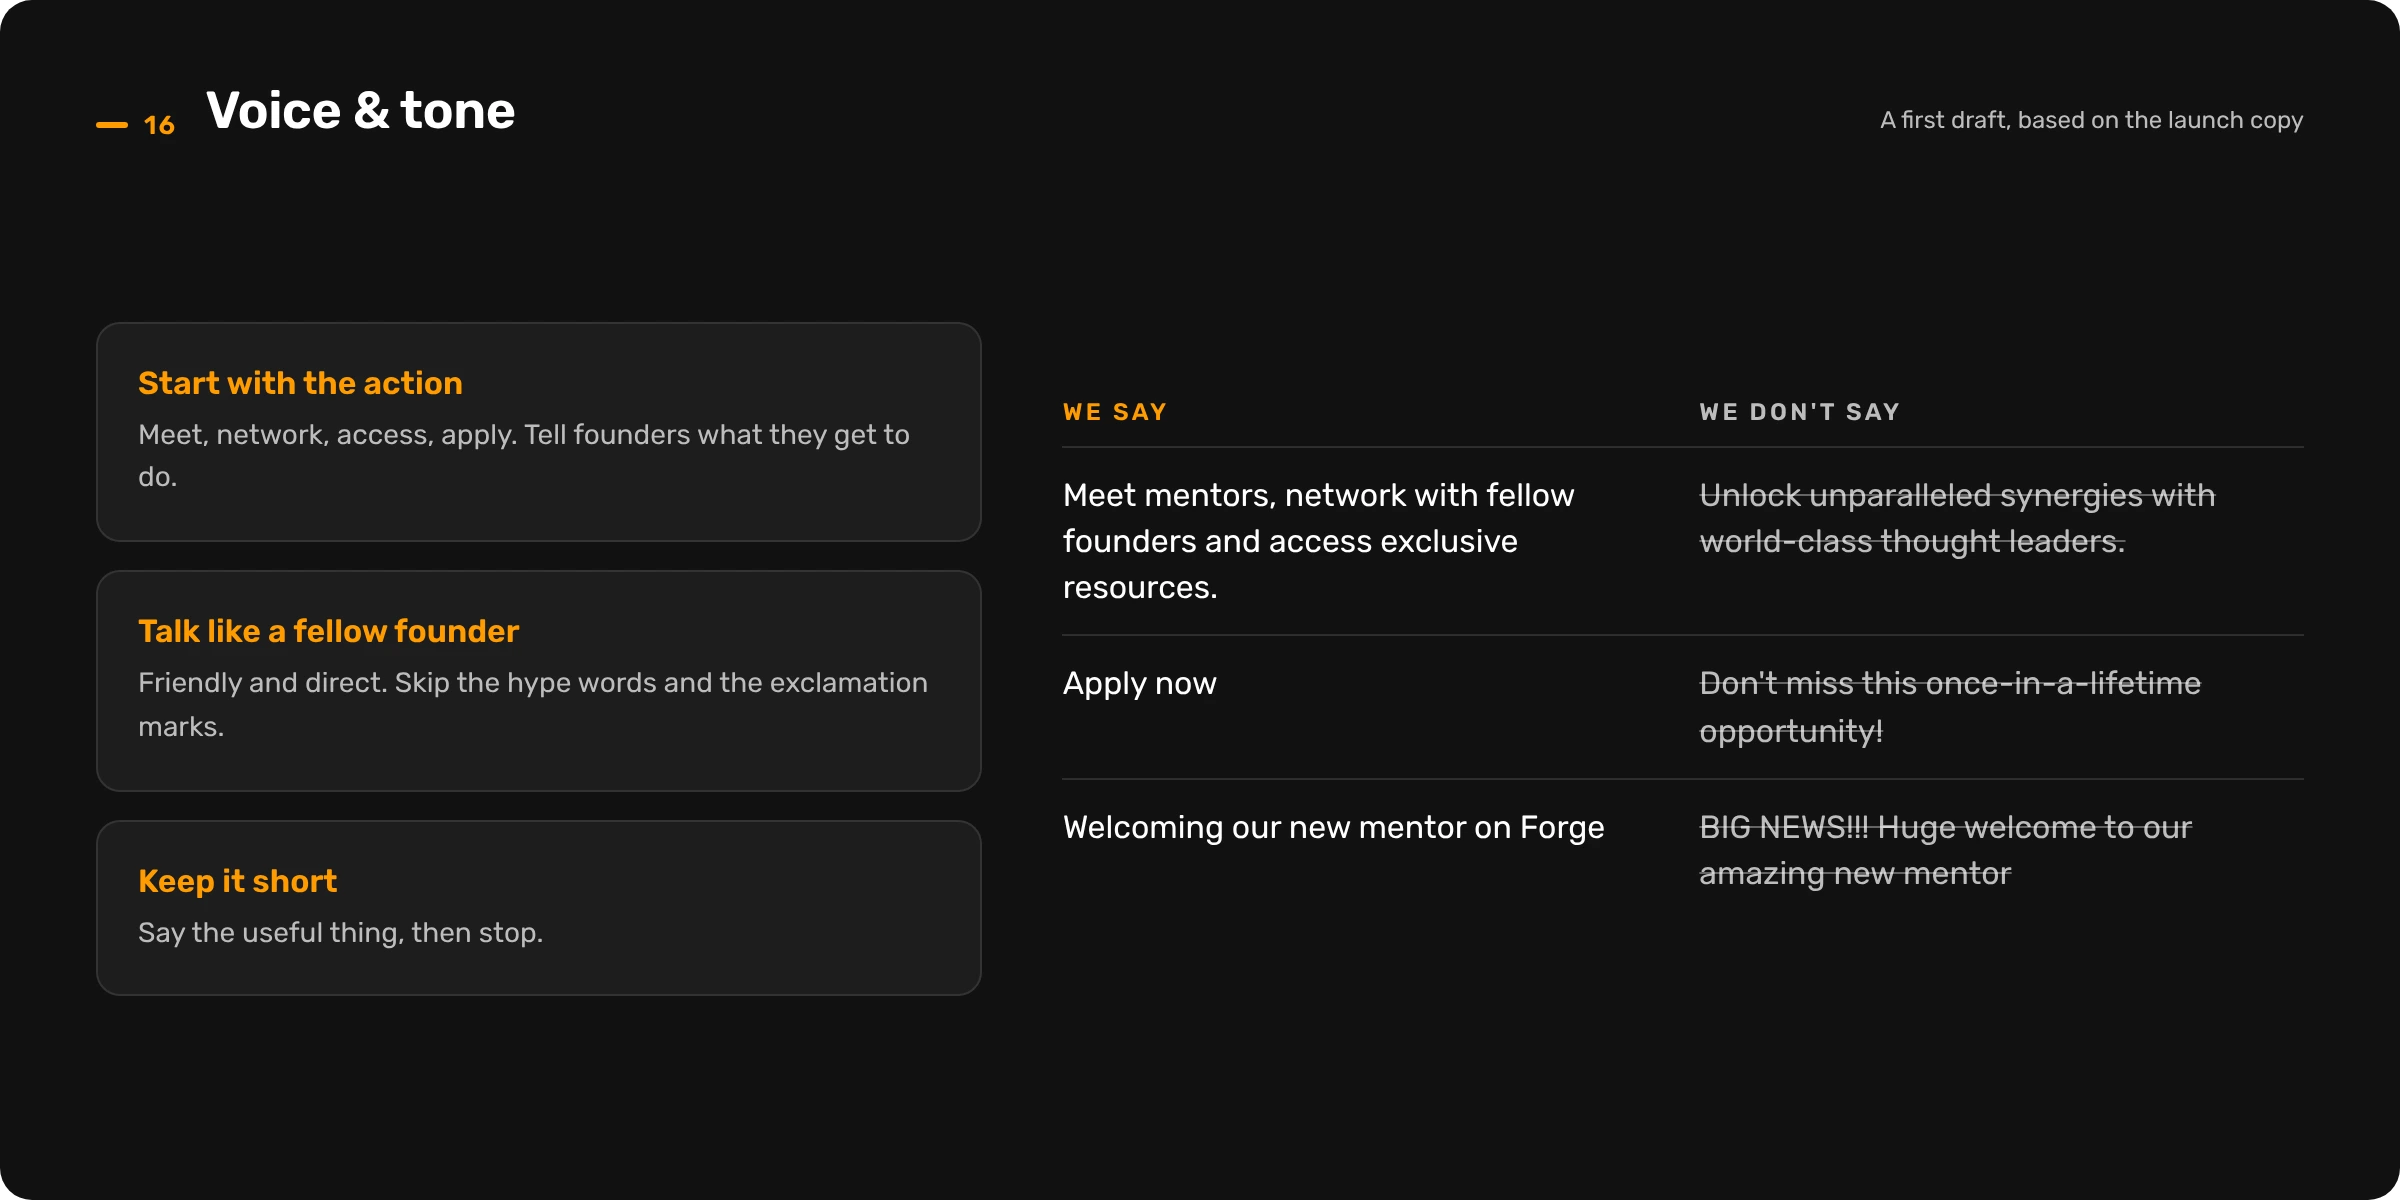 16
Voice & tone
A first draft, based on the launch copy
Start with the action
Meet, network, access, apply. Tell founders what they get to
do.
Talk like a fellow founder
Friendly and direct. Skip the hype words and the exclamation
marks.
Keep it short
Say the useful thing, then stop.
WE SAY
WE DON'T SAY
Meet mentors, network with fellow
founders and access exclusive
resources.
Unlock unparalleled synergies with
world-class thought leaders.
Apply now
Don't miss this once-in-a-lifetime
opportunity!
Welcoming our new mentor on Forge
BIG NEWS!!! Huge welcome to our
amazing new mentor